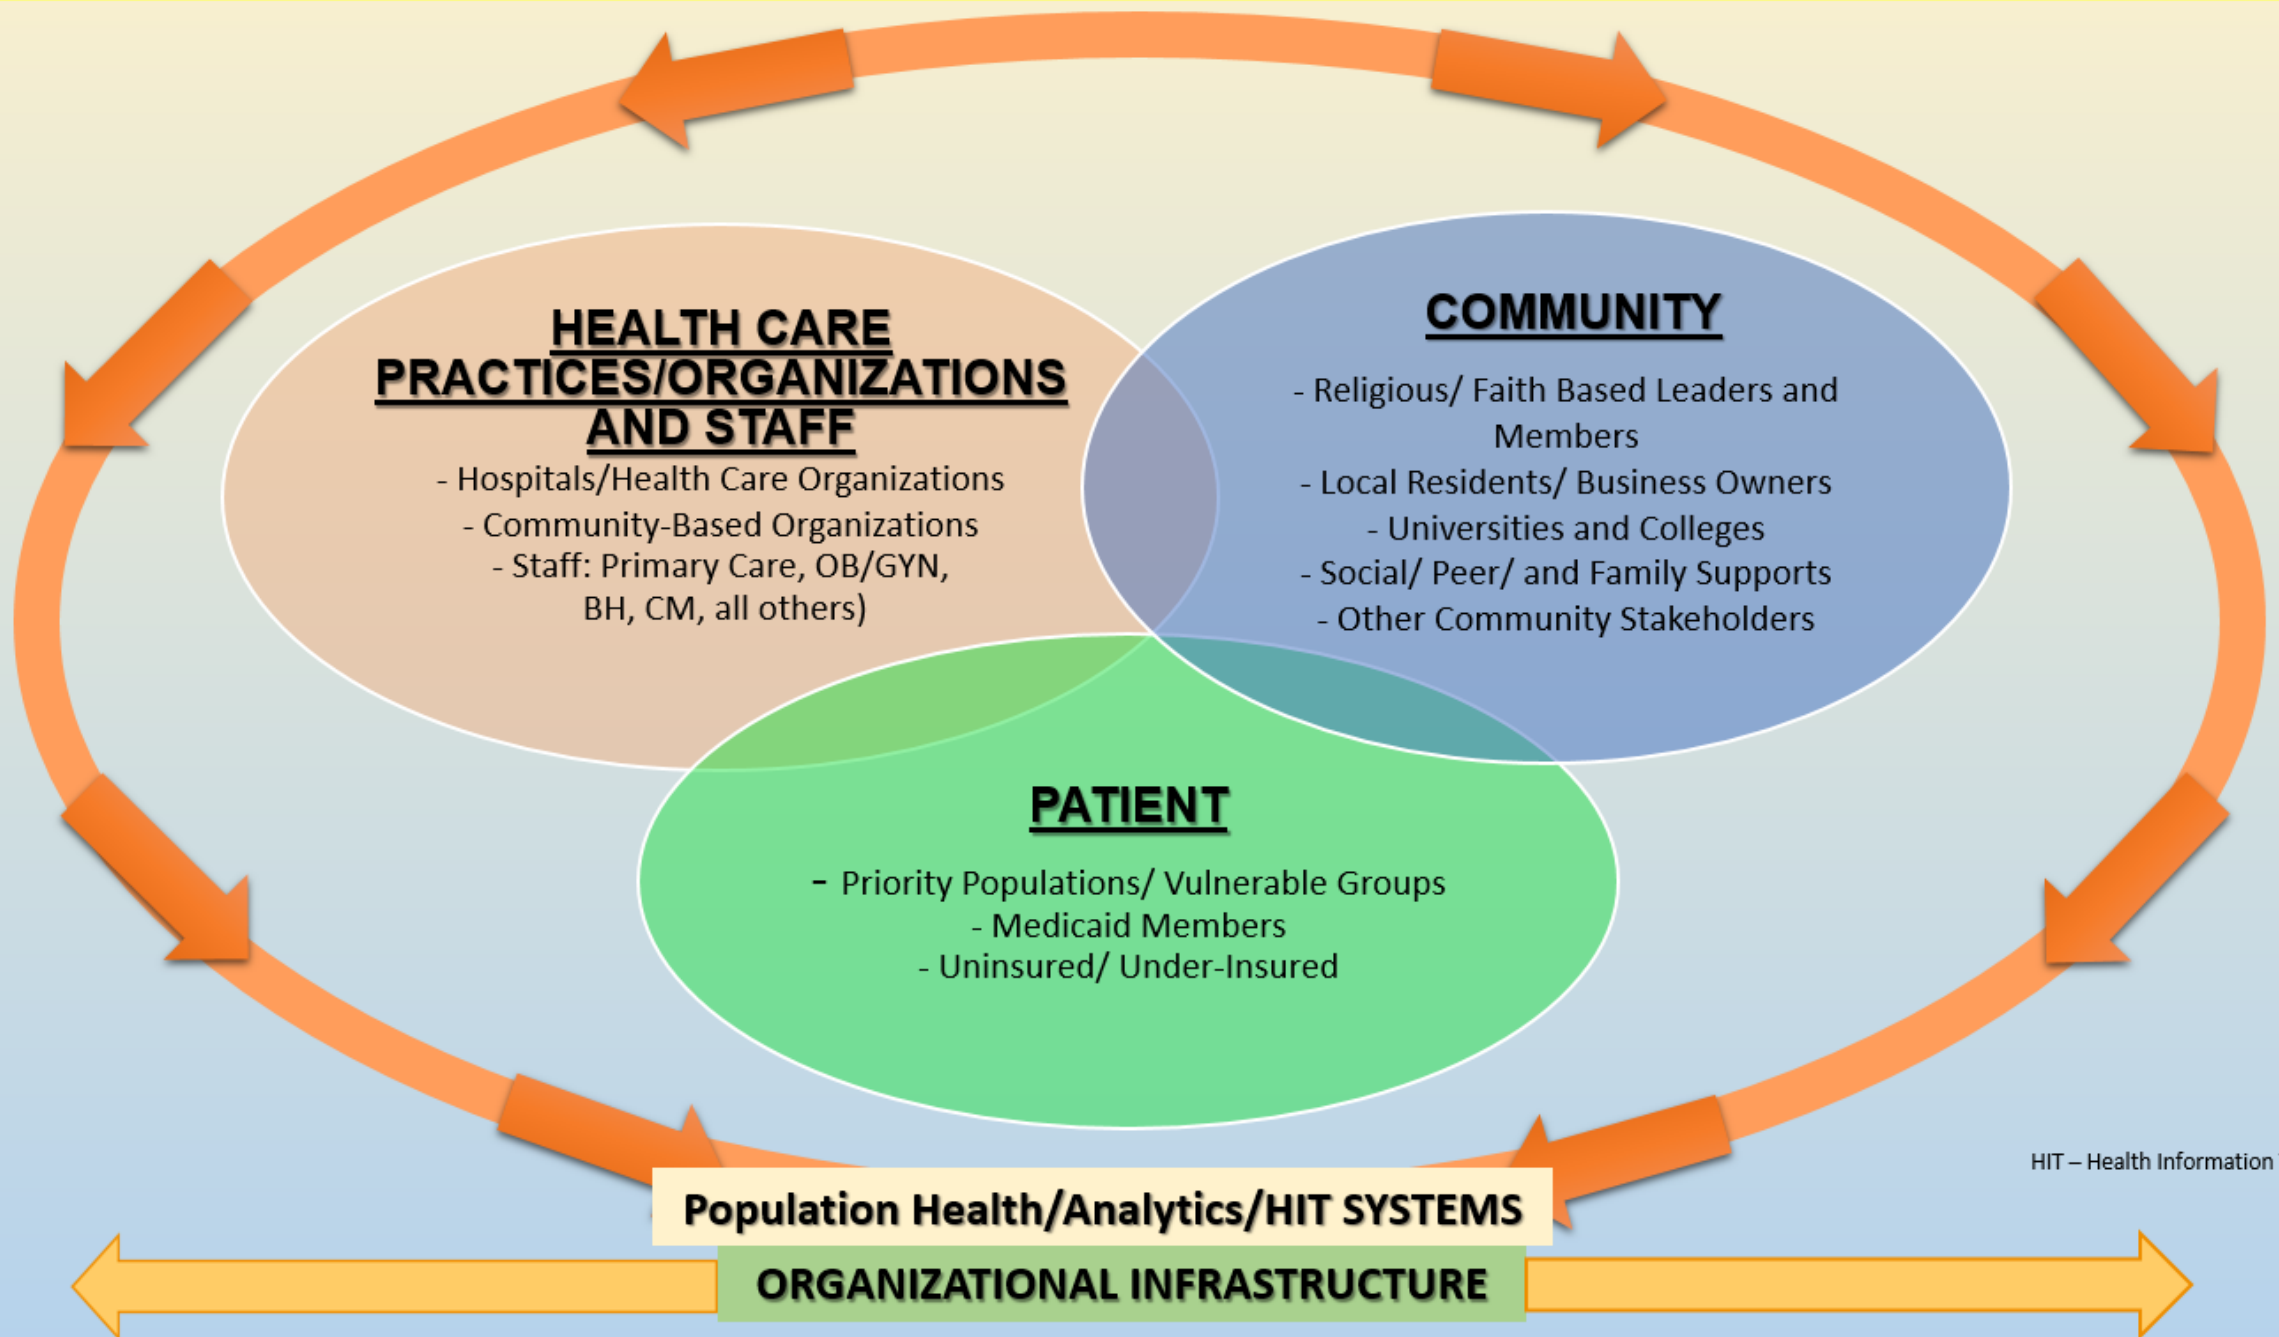 HEALTH CARE
PRACTICES/ORGANIZATIONS
AND STAFF
- Hospitals/Health Care Organizations
- Community-Based Organizations
- Staff: Primary Care, OB/GYN,
BH, CM, all others)
COMMUNITY
- Religious/ Faith Based Leaders and
Members
- Local Residents/ Business Owners
- Universities and Colleges
- Social/ Peer/ and Family Supports
- Other Community Stakeholders
PATIENT
- Priority Populations/ Vulnerable Groups
- Medicaid Members
- Uninsured/ Under-Insured
HIT – Health Information
Population Health/Analytics/HIT SYSTEMS
ORGANIZATIONAL INFRASTRUCTURE